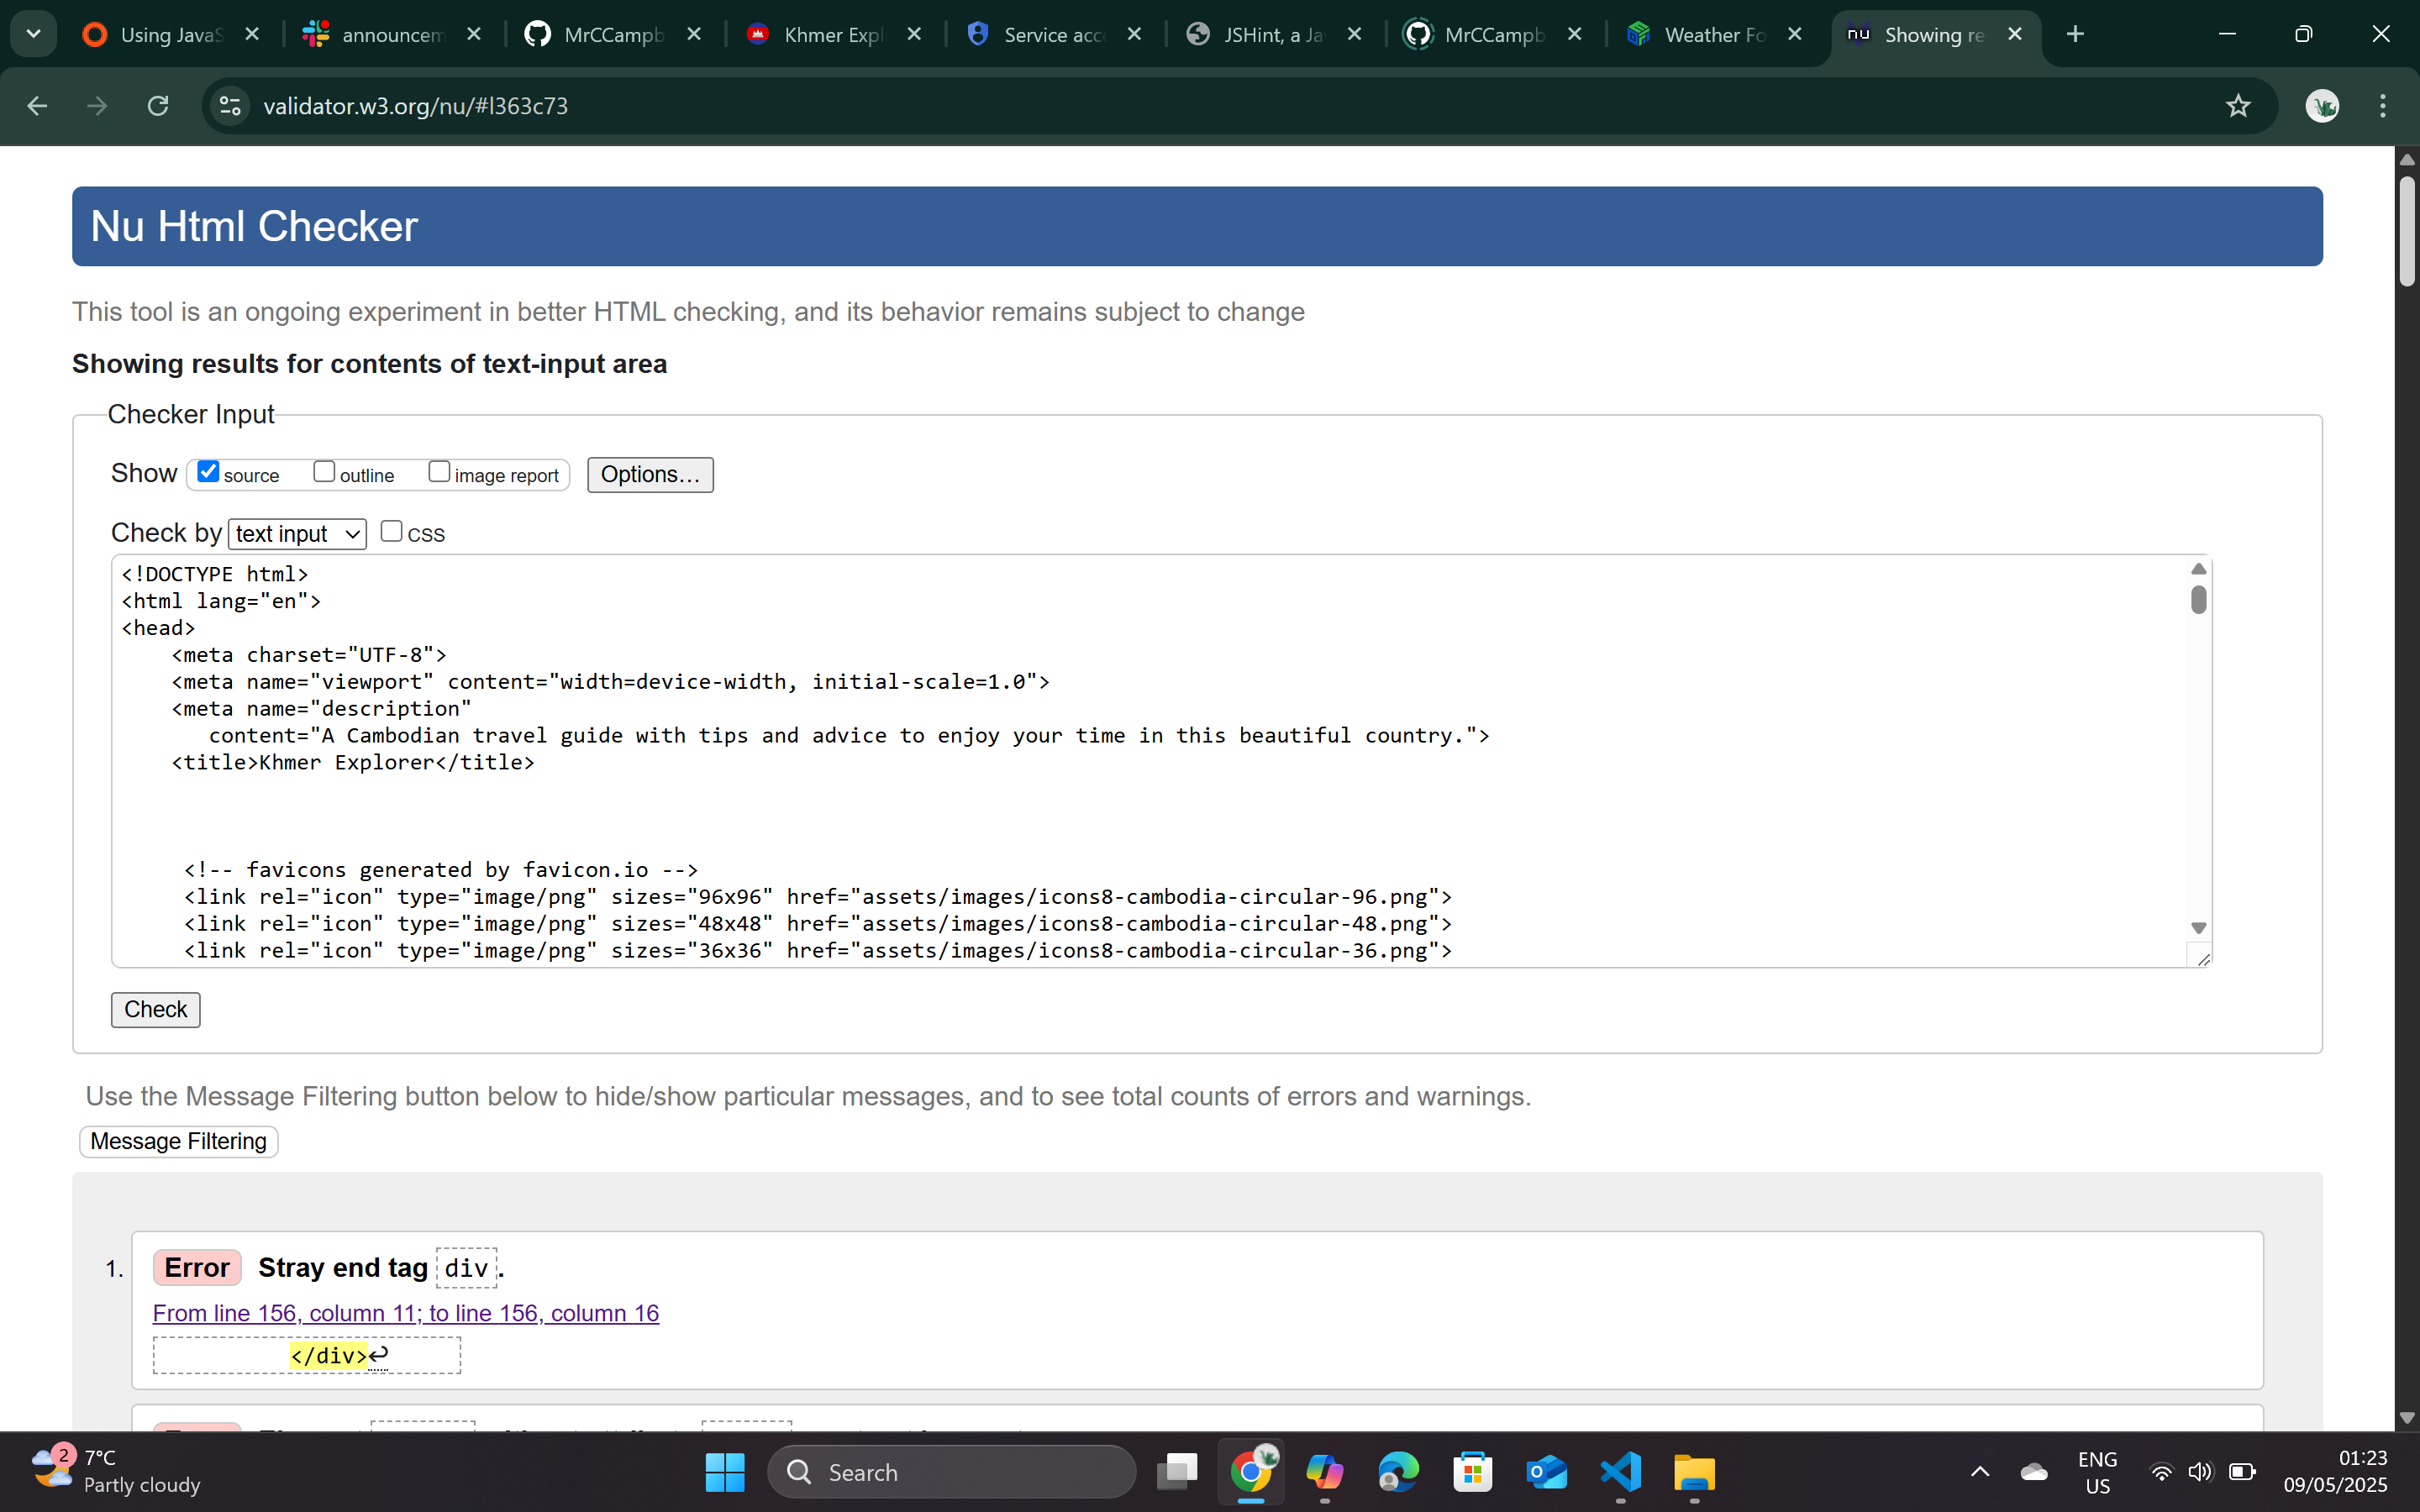 Using JavaS
announcem
MrCCampb
Khmer Expl
Service acc
JSHint, a Ja
MrCCampb
Weather Fo
nu Showing re
validator.w3.org/nu/#l363c73
Nu Html Checker
This tool is an ongoing experiment in better HTML checking, and its behavior remains subject to change
Showing results for contents of text-input area
Checker Input
Show source outline image report Options...
Check by text input CSS
<!DOCTYPE html>
<html lang="en">
<head>
<meta charset="UTF-8">
<meta name="viewport" content="width=device-width, initial-scale=1.0">
<meta name="description"
content="A Cambodian travel guide with tips and advice to enjoy your time in this beautiful country.">
<title>Khmer Explorer</title>
<!-- favicons generated by favicon.io -->
<link rel="icon" type="image/png" sizes="96x96" href="assets/images/icons8-cambodia-circular-96.png">
<link rel="icon" type="image/png" sizes="48x48" href="assets/images/icons8-cambodia-circular-48.png">
<link rel="icon" type="image/png" sizes="36x36" href="assets/images/icons8-cambodia-circular-36.png">
Check
Use the Message Filtering button below to hide/show particular messages, and to see total counts of errors and warnings.
Message Filtering
1. Error Stray end tag div.
From line 156, column 11; to line 156, column 16
</div>↩
2 7°C
Partly cloudy
Search
ENG
US
01:23
09/05/2025